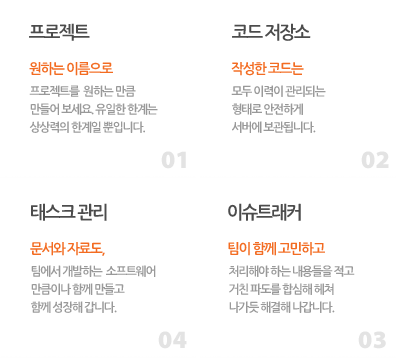 프로젝트
원하는 이름으로
프로젝트를 원하는 만큼
만들어 보세요. 유일한 한계는
상상력의 한계일 뿐입니다.
01
코드 저장소
작성한 코드는
모두 이력이 관리되는
형태로 안전하게
서버에 보관됩니다.
02
태스크 관리
문서와 자료도,
팀에서 개발하는 소프트웨어
만큼이나 함께 만들고
함께 성장해 갑니다.
04
이슈트래커
팀이 함께 고민하고
처리해야 하는 내용들을 적고
거친 파도를 합심해 헤쳐
나가듯 해결해 나갑니다.
03